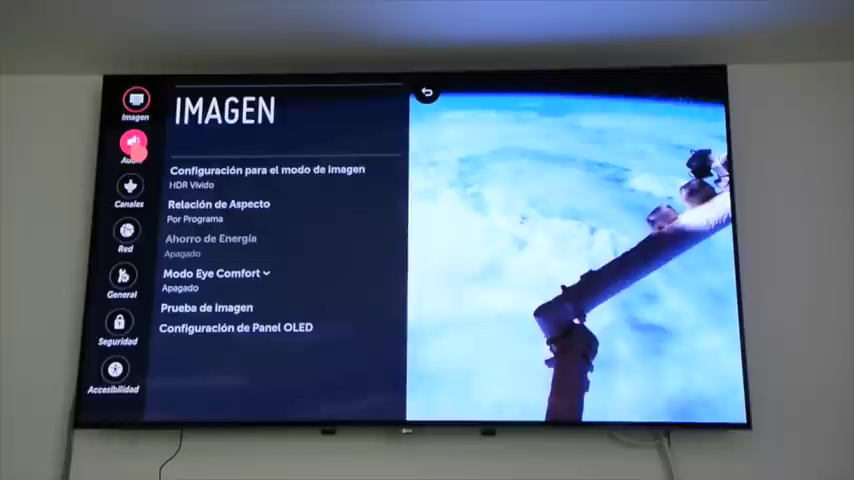 Imagen
Audio
Canales
Red
General
Seguridad
Accesibilidad
IMAGEN
Configuración para el modo de imagen
HDR Vívido
Relación de Aspecto
Por Programa
Ahorro de Energía
Apagado
Modo Eye Comfort
Apagado
Prueba de imagen
Configuración de Panel OLED